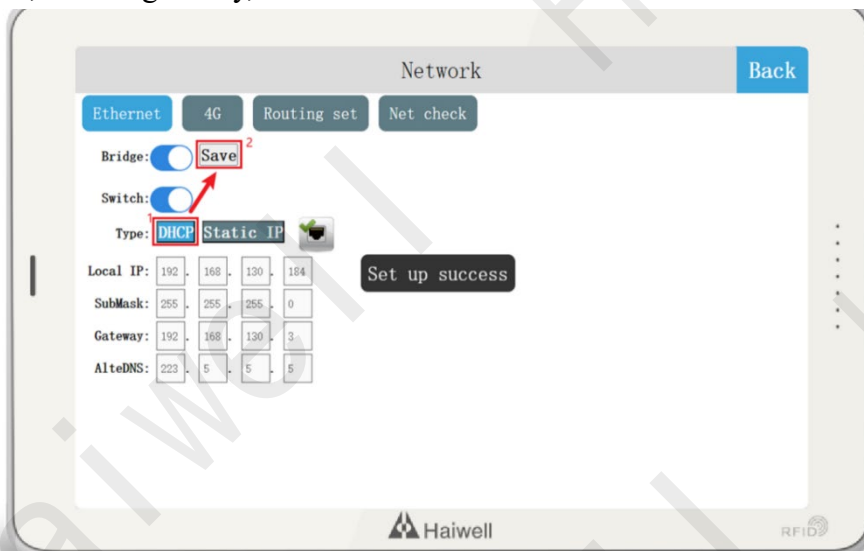 Network
Back
Ethernet 4G Routing set Net check
Bridge: Save 2
Switch:
1
Type: DHCP Static IP
Local IP: 192 . 168 . 130 . 184
Set up success
SubMask: 255 . 255 . 255 . 0
Gateway: 192 . 168 . 130 . 3
AlteDNS: 223 . 5 . 5 . 5
Haiwell
RFID